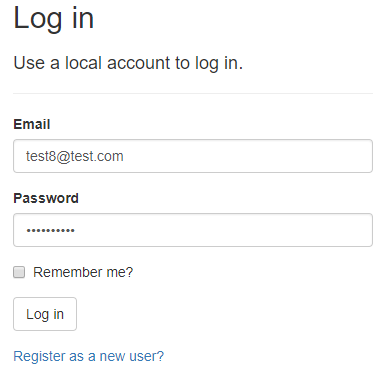 Log in
Use a local account to log in.
Email
test8@test.com
Password
••••••••••
Remember me?
Log in
Register as a new user?